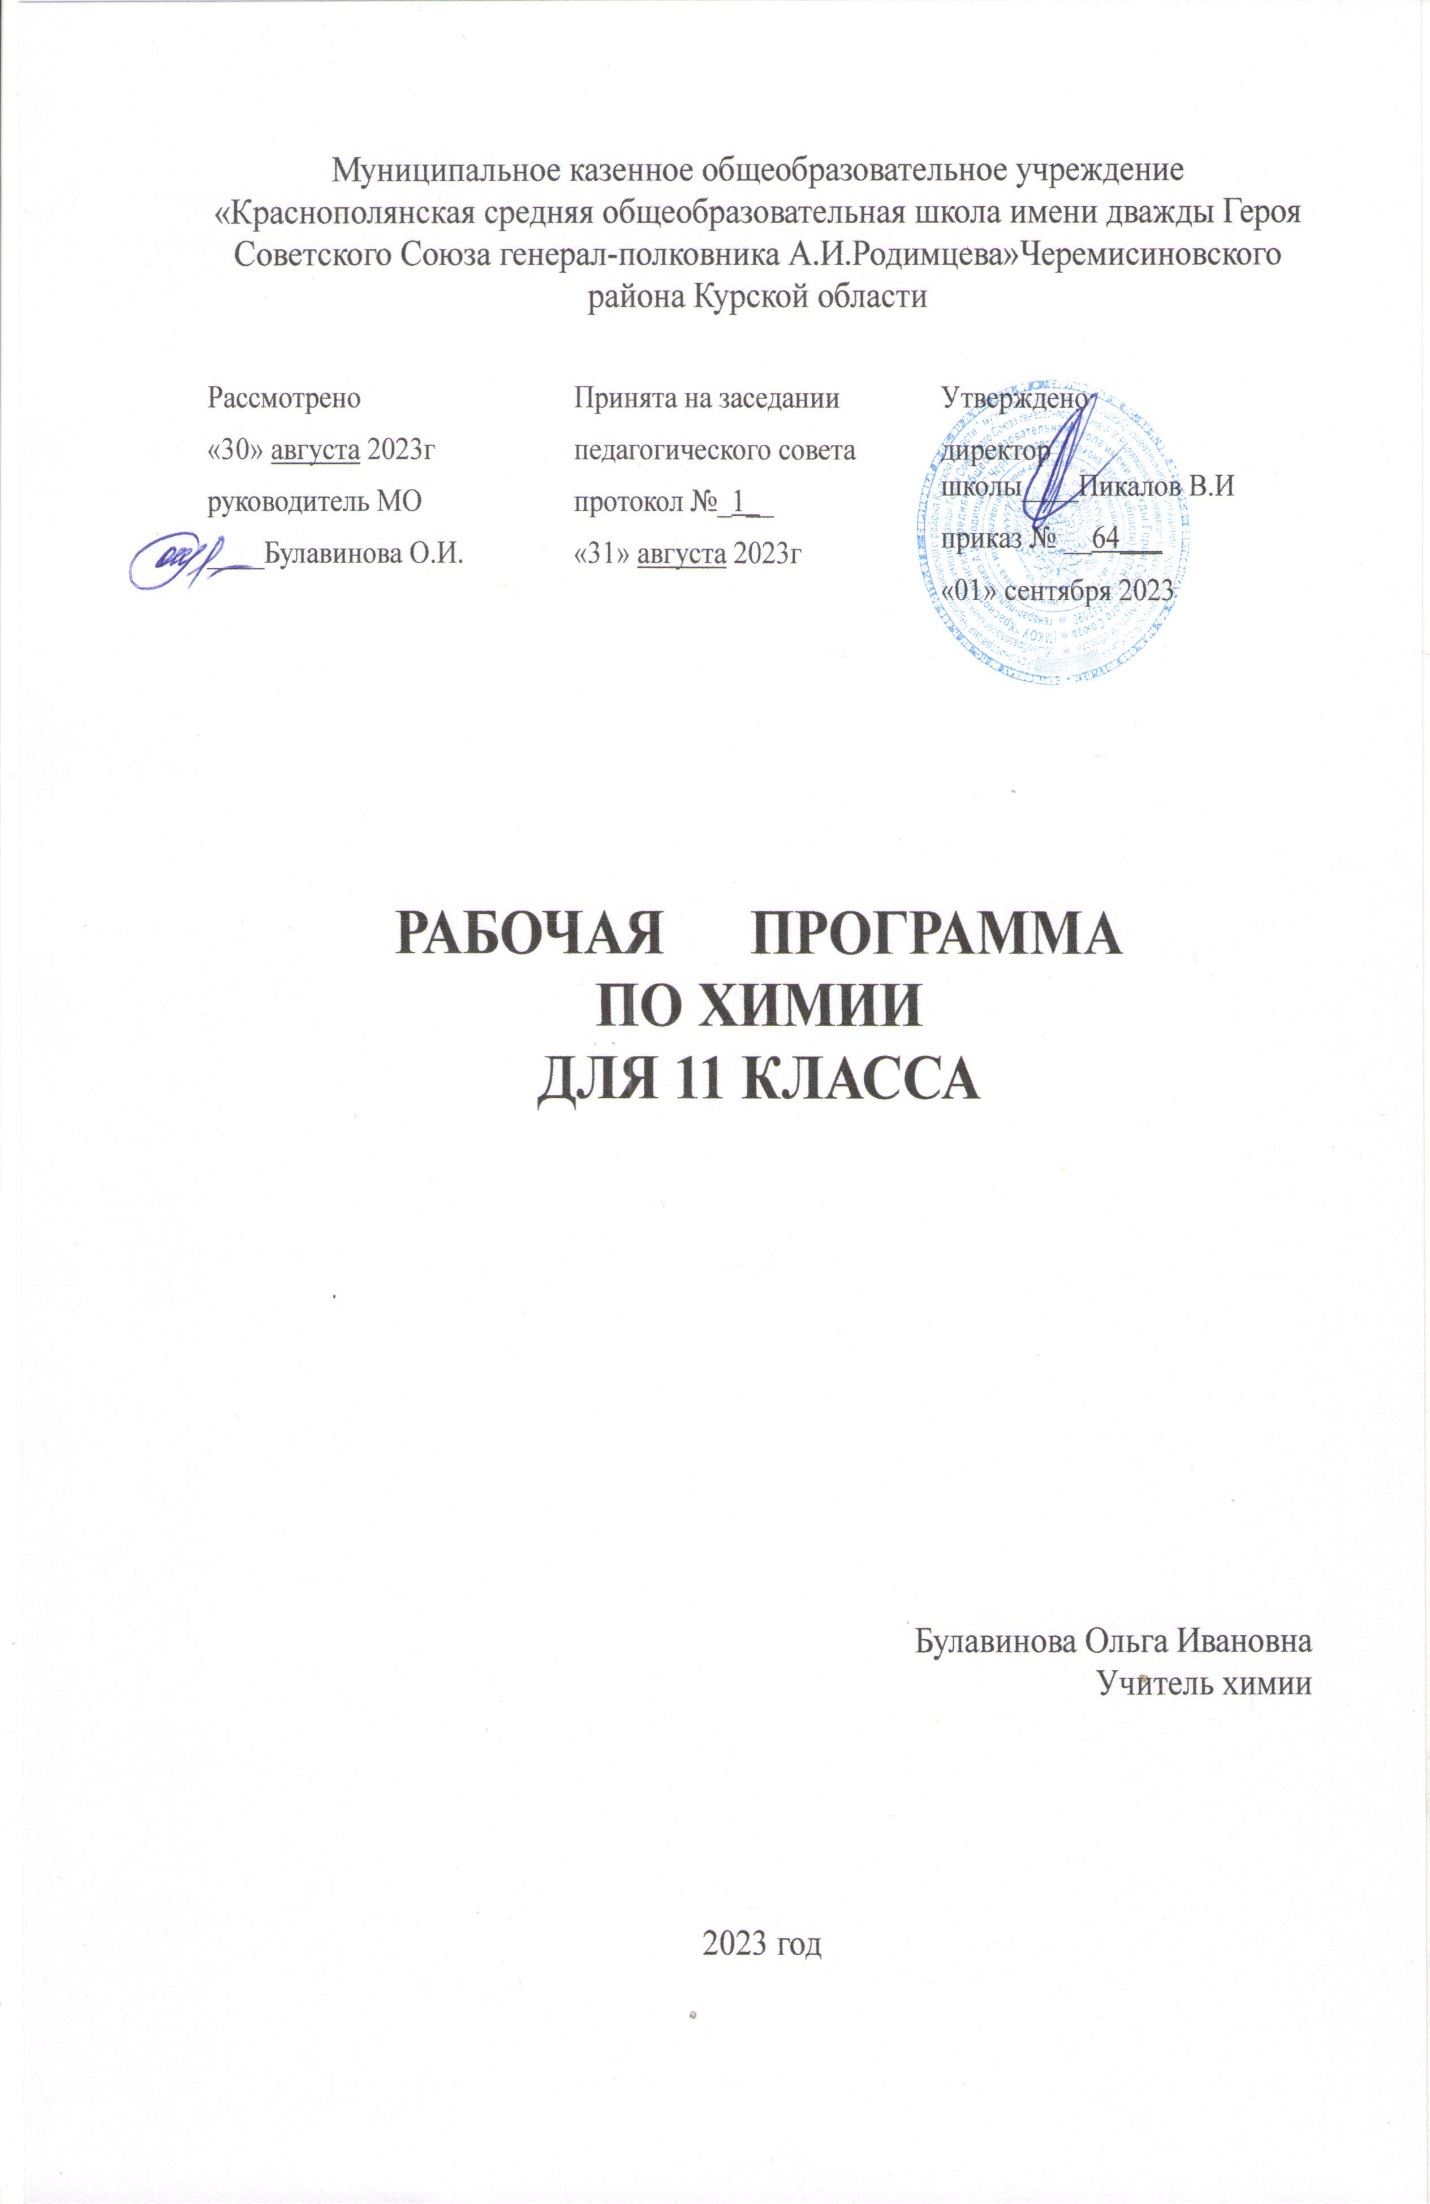 Муниципальное казенное общеобразовательное учреждение
«Краснополянская средняя общеобразовательная школа имени дважды Героя
Советского Союза генерал-полковника А.И.Родимцева»Черемисиновского
района Курской области
Рассмотрено
«30» августа 2023г
руководитель МО
____Булавинова О.И.
Принята на заседании
педагогического совета
протокол №_1__
«31» августа 2023г
Утверждено
директор
школы____Пикалов В.И
приказ № __64___
«01» сентября 2023
РАБОЧАЯ ПРОГРАММА
ПО ХИМИИ
ДЛЯ 11 КЛАССА
Булавинова Ольга Ивановна
Учитель химии
2023 год